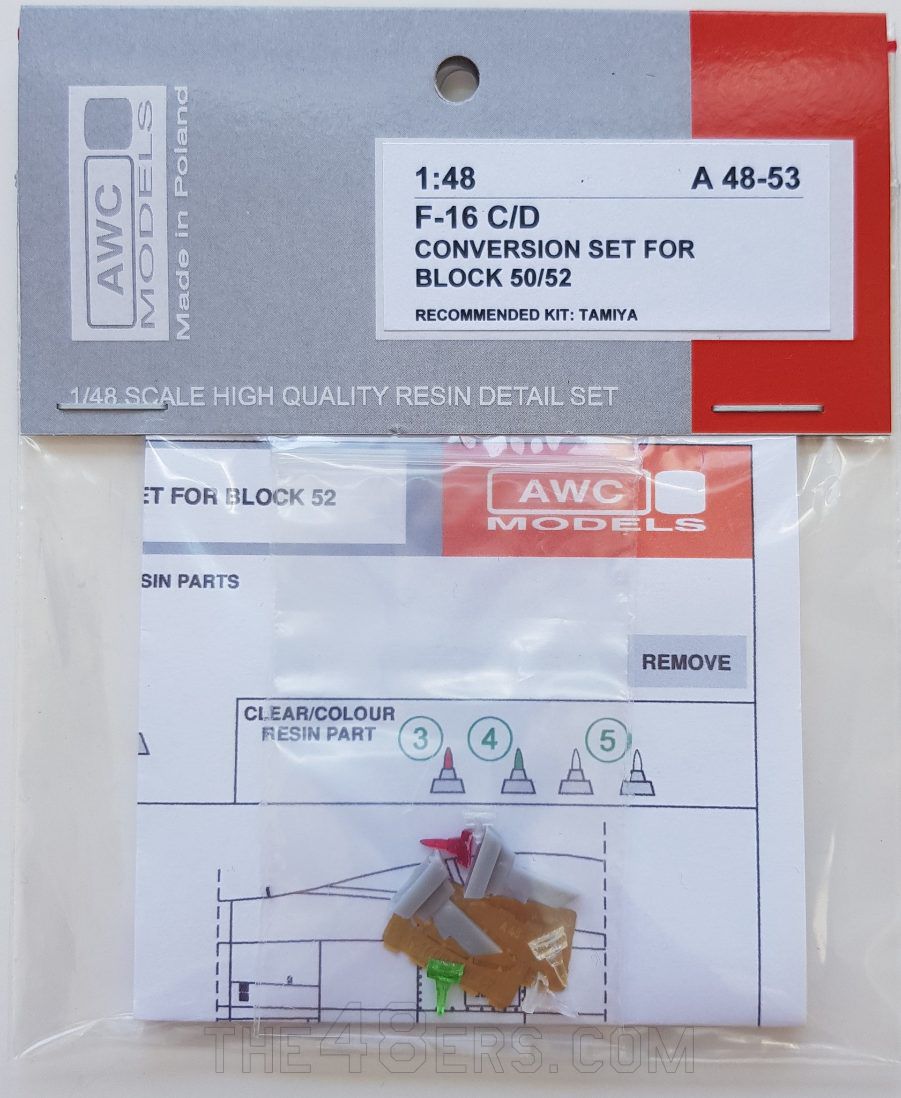 AWC
MODELS
Made in Poland
1:48 A 48-53
F-16 C/D
CONVERSION SET FOR
BLOCK 50/52
RECOMMENDED KIT: TAMIYA
1/48 SCALE HIGH QUALITY RESIN DETAIL SET
ET FOR BLOCK 52
AWC
MODELS
SIN PARTS
REMOVE
CLEAR/COLOUR
RESIN PART
3 4 5
THE48ERS.COM